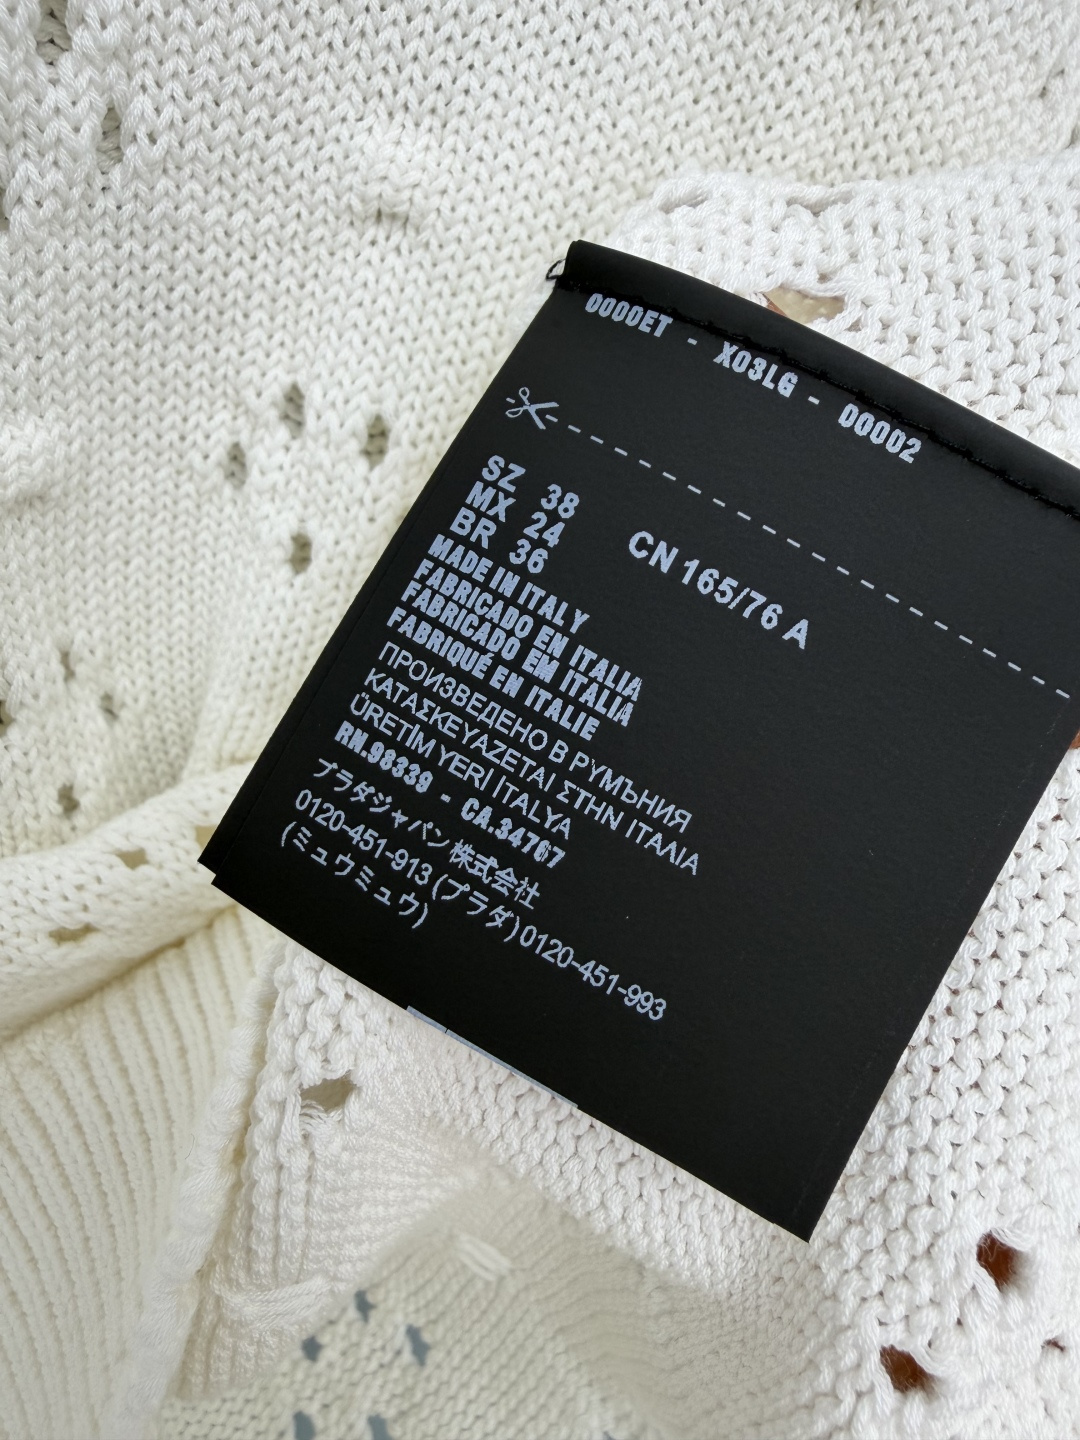 0000ET - X03LG - D0002
SZ 38
MX 24
BR 36
CN 165/76 A
MADE IN ITALY
FABRICADO EN ITALIA
FABRICADO EM ITALIA
FABRIQUÉ EN ITALIE
ПРОИЗВЕДЕНО В РУМЪНИЯ
ΚΑΤΑΣΚΕΥΑΖΕΤΑΙ ΣΤΗΝ ΙΤΑΛΙΑ
ÜRETİM YERI ITALYA
RN.98339 - CA.34767
プラダジャパン株式会社
0120-451-913 (プラダ)0120-451-993
(ミュウミュウ)